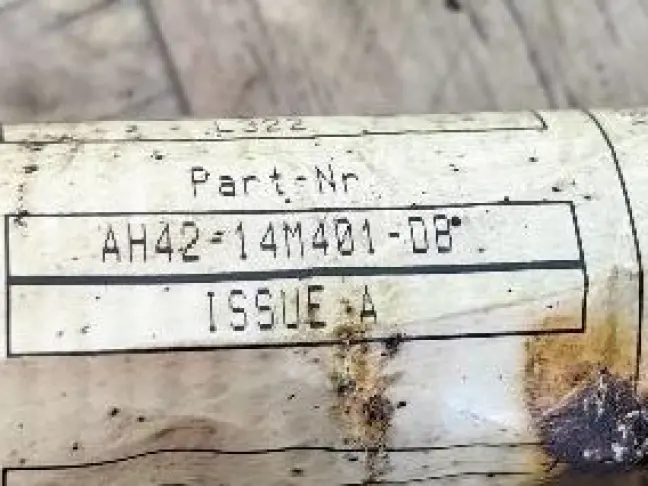 L322
Part-Nr
AH42-14M401-DB
ISSUE A